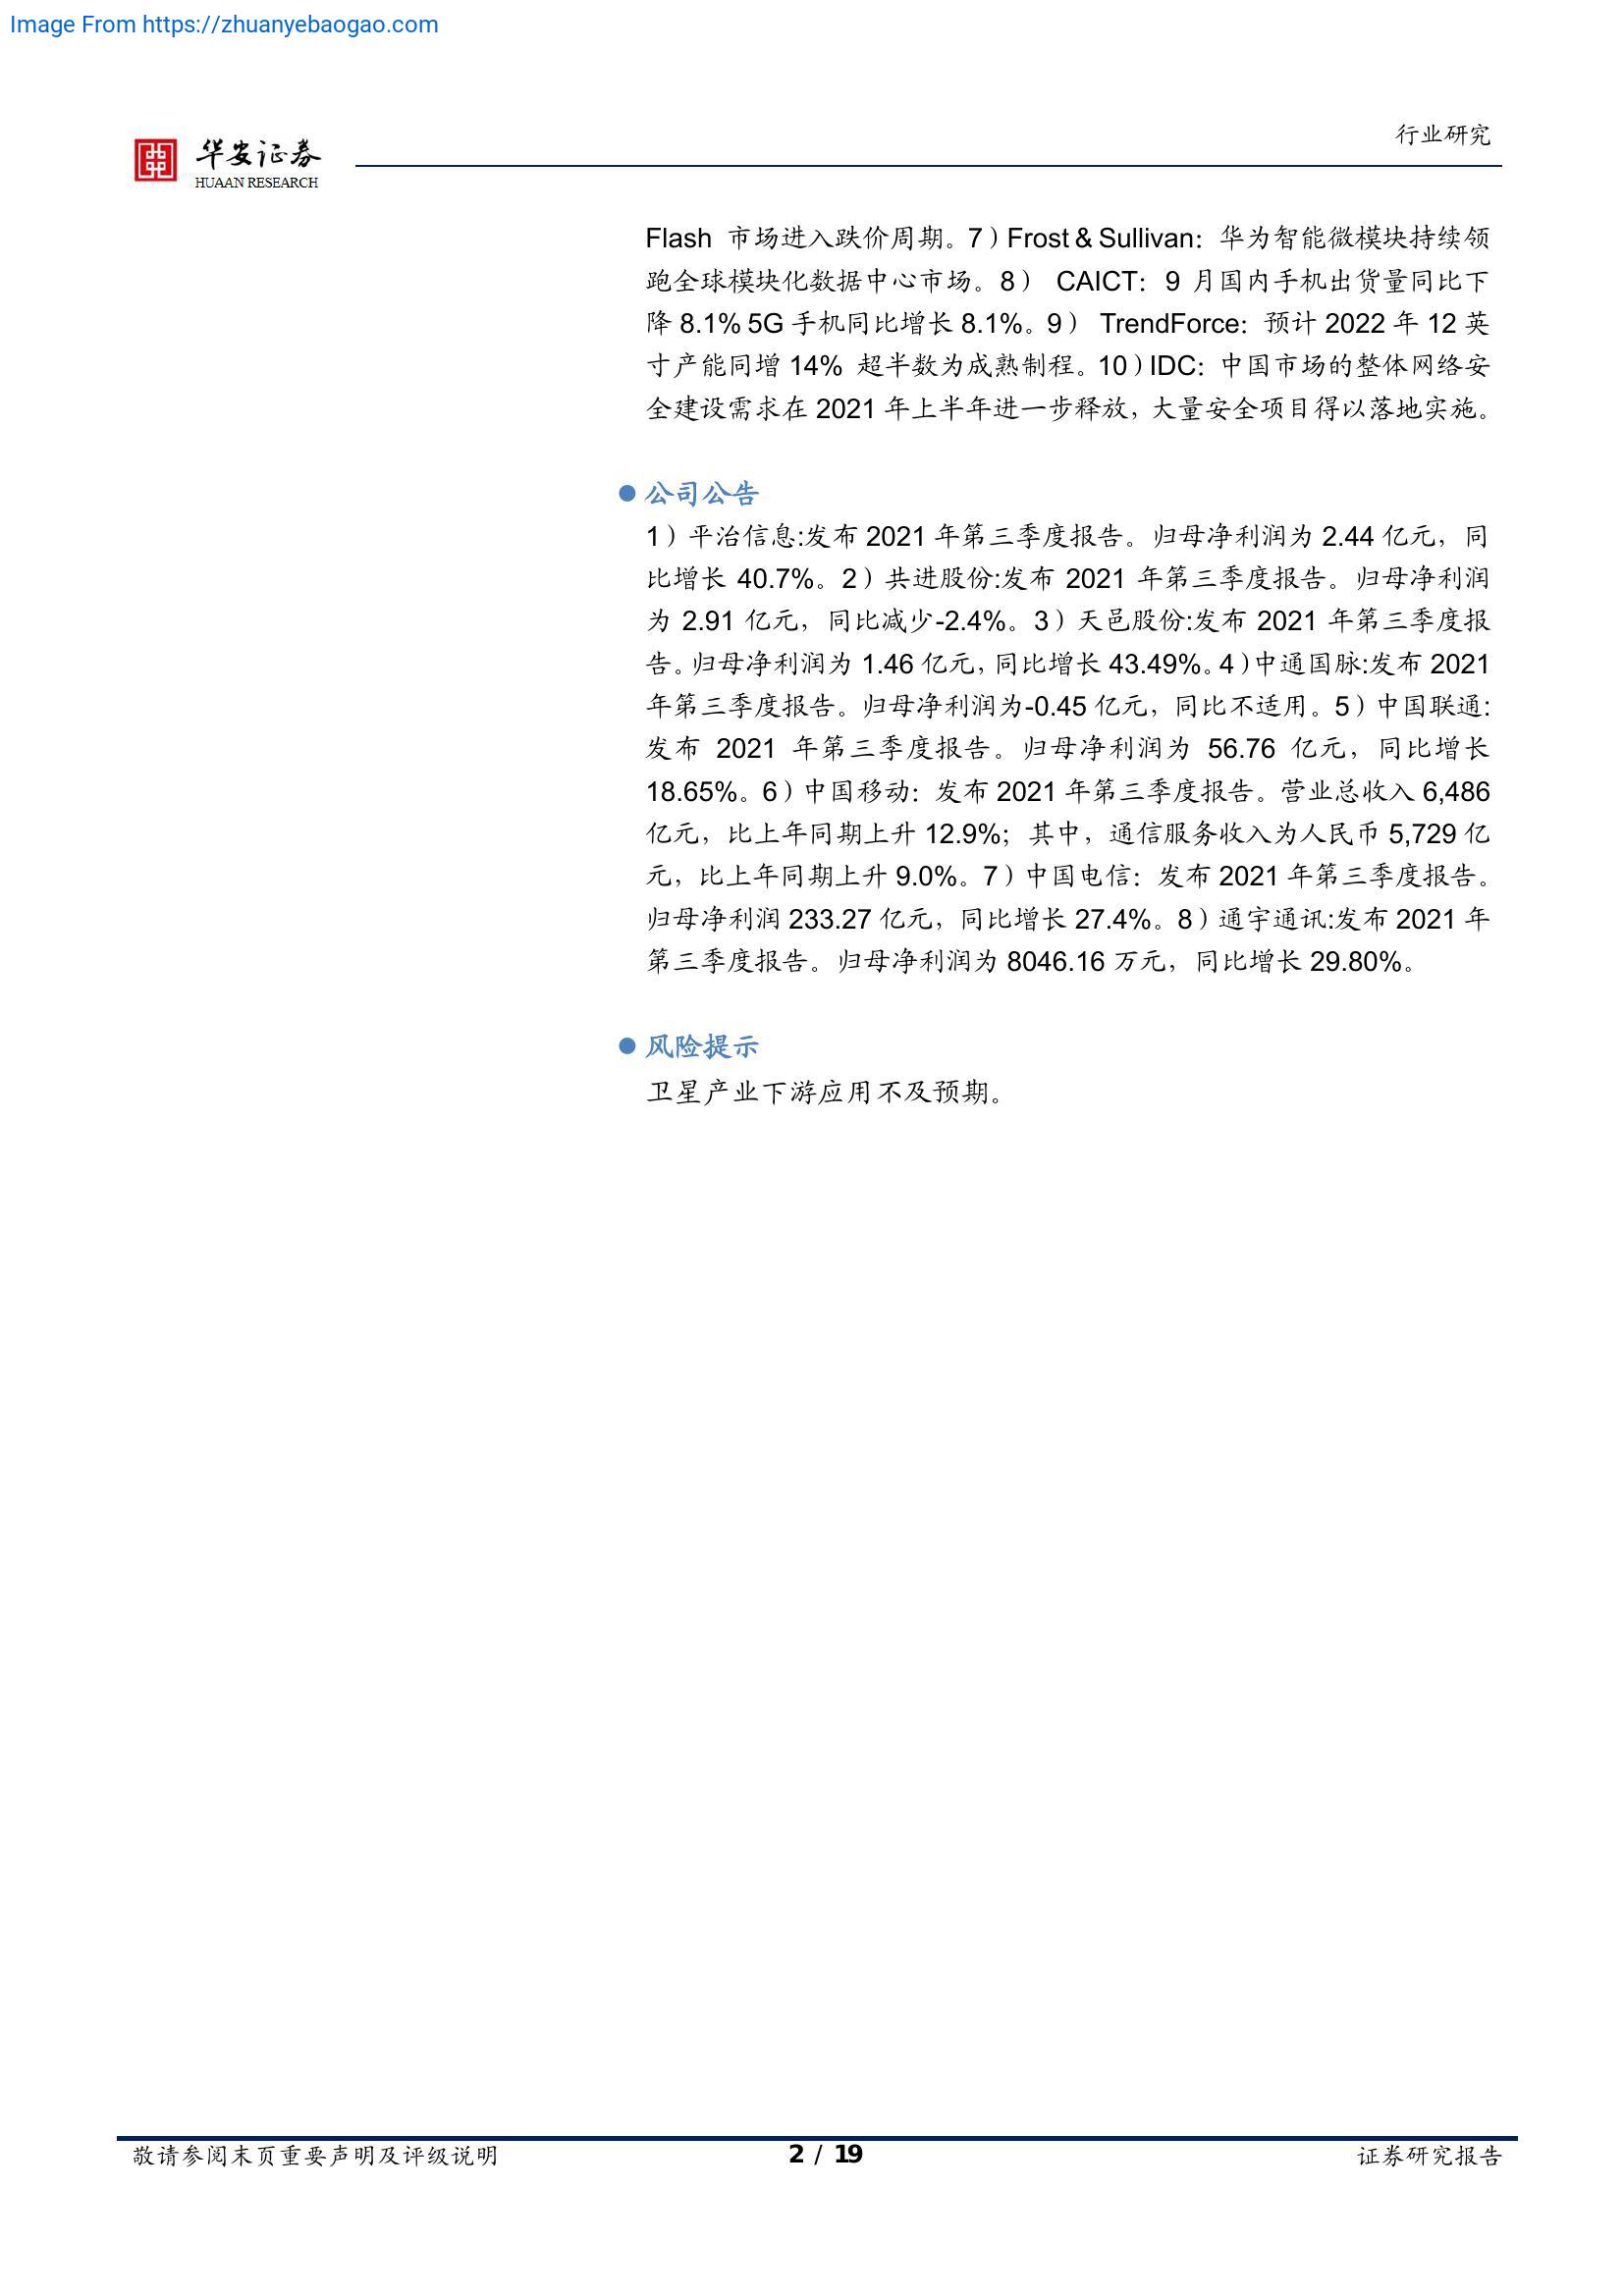 Image From https://zhuanyebaogao.com
行业研究
华安证券
HUAAN RESEARCH
Flash 市场进入跌价周期。7）Frost & Sullivan：华为智能微模块持续领
跑全球模块化数据中心市场。8） CAICT：9 月国内手机出货量同比下
降 8.1% 5G 手机同比增长 8.1%。9） TrendForce：预计 2022 年 12 英
寸产能同增 14% 超半数为成熟制程。10）IDC：中国市场的整体网络安
全建设需求在 2021 年上半年进一步释放，大量安全项目得以落地实施。
公司公告
1）平治信息:发布 2021 年第三季度报告。归母净利润为 2.44 亿元，同
比增长 40.7%。2）共进股份:发布 2021 年第三季度报告。归母净利润
为 2.91 亿元，同比减少-2.4%。3）天邑股份:发布 2021 年第三季度报
告。归母净利润为 1.46 亿元，同比增长 43.49%。4）中通国脉:发布 2021
年第三季度报告。归母净利润为-0.45 亿元，同比不适用。5）中国联通:
发布 2021 年第三季度报告。归母净利润为 56.76 亿元，同比增长
18.65%。6）中国移动：发布 2021 年第三季度报告。营业总收入 6,486
亿元，比上年同期上升 12.9%；其中，通信服务收入为人民币 5,729 亿
元，比上年同期上升 9.0%。7）中国电信：发布 2021 年第三季度报告。
归母净利润 233.27 亿元，同比增长 27.4%。8）通宇通讯:发布 2021 年
第三季度报告。归母净利润为 8046.16 万元，同比增长 29.80%。
风险提示
卫星产业下游应用不及预期。
敬请参阅末页重要声明及评级说明
2 / 19
证券研究报告